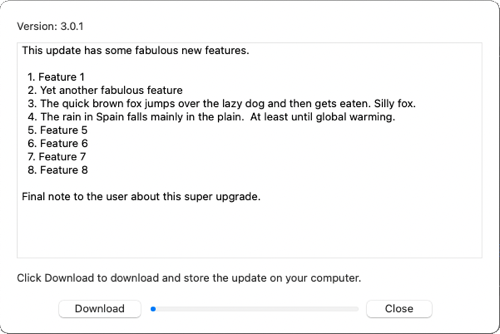 Version: 3.0.1
This update has some fabulous new features.
1. Feature 1
2. Yet another fabulous feature
3. The quick brown fox jumps over the lazy dog and then gets eaten. Silly fox.
4. The rain in Spain falls mainly in the plain.  At least until global warming.
5. Feature 5
6. Feature 6
7. Feature 7
8. Feature 8
Final note to the user about this super upgrade.
Click Download to download and store the update on your computer.
Download
Close